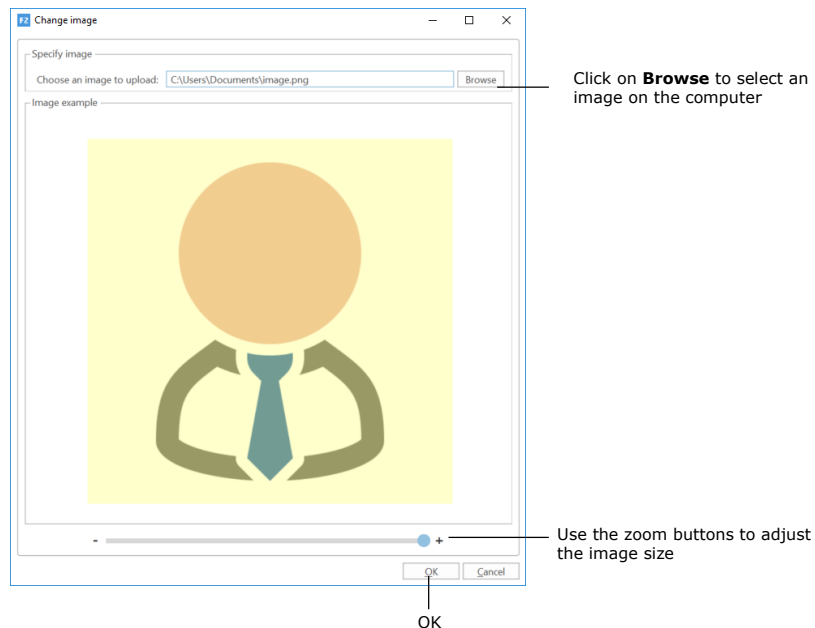 FZ Change image
Specify image
Choose an image to upload: C:\Users\Documents\image.png Browse
Click on Browse to select an
image on the computer
Image example
- +
Use the zoom buttons to adjust
the image size
OK Cancel
OK